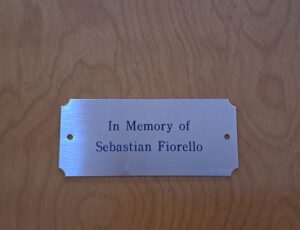 In Memory of
Sebastian Fiorello